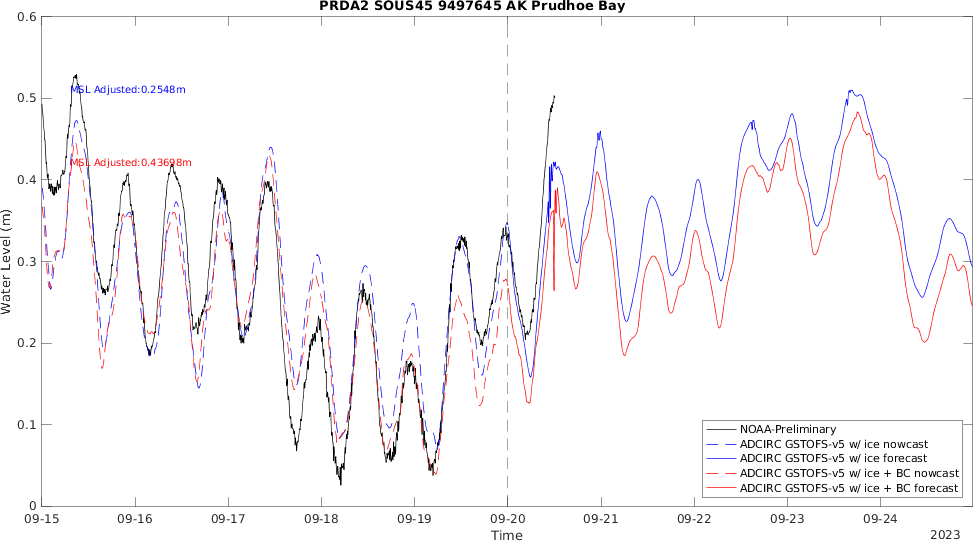 PRDA2 SOUS45 9497645 AK Prudhoe Bay
0.6
0.5
0.4
0.3
0.2
0.1
0
Water Level (m)
MSL Adjusted:0.2548m
MSL Adjusted:0.43698m
NOAA-Preliminary
ADCIRC GSTOFS-v5 w/ ice nowcast
ADCIRC GSTOFS-v5 w/ ice forecast
ADCIRC GSTOFS-v5 w/ ice + BC nowcast
ADCIRC GSTOFS-v5 w/ ice + BC forecast
09-15 09-16 09-17 09-18 09-19 09-20 09-21 09-22 09-23 09-24
Time
2023